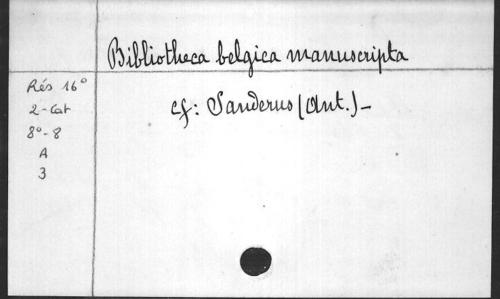 Bibliotheca belgica manuscripta
Rés 16°
2-Cat
8°-8
A
3
cf: Sanderus (Ant.)-